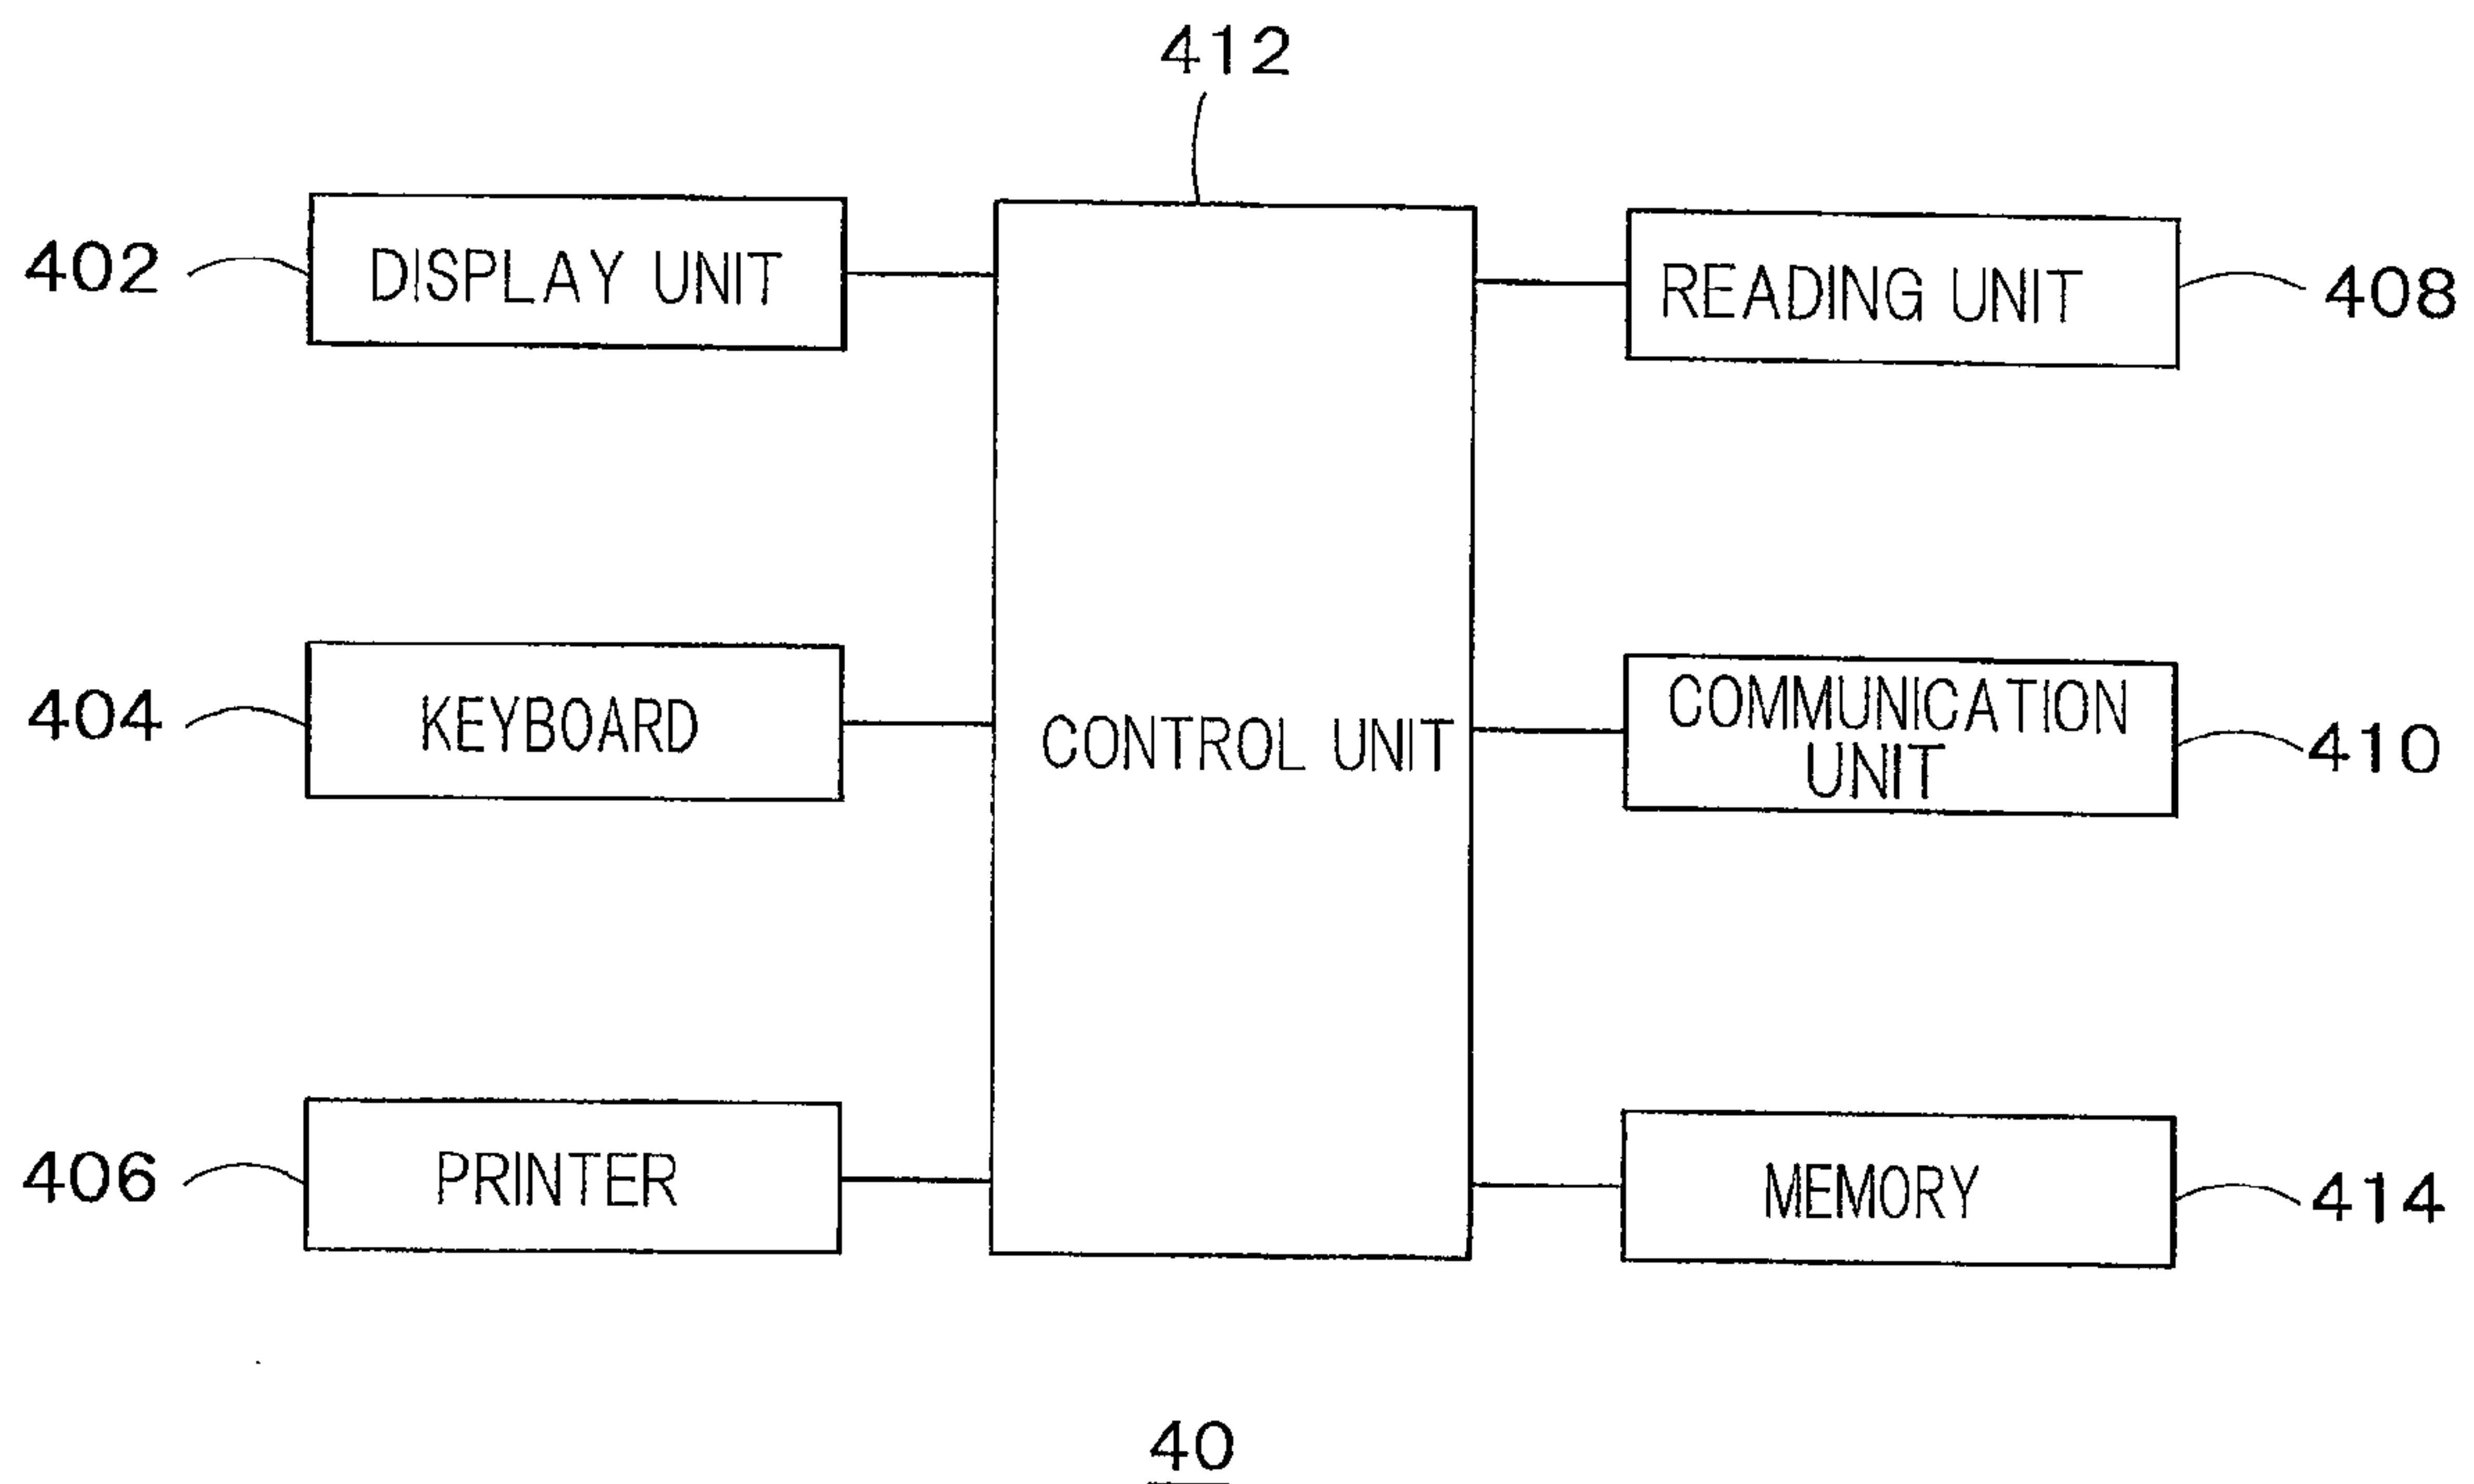 412
402
DISPLAY UNIT
READING UNIT
408
404
KEYBOARD
CONTROL UNIT
COMMUNICATION
UNIT
410
406
PRINTER
MEMORY
414
40